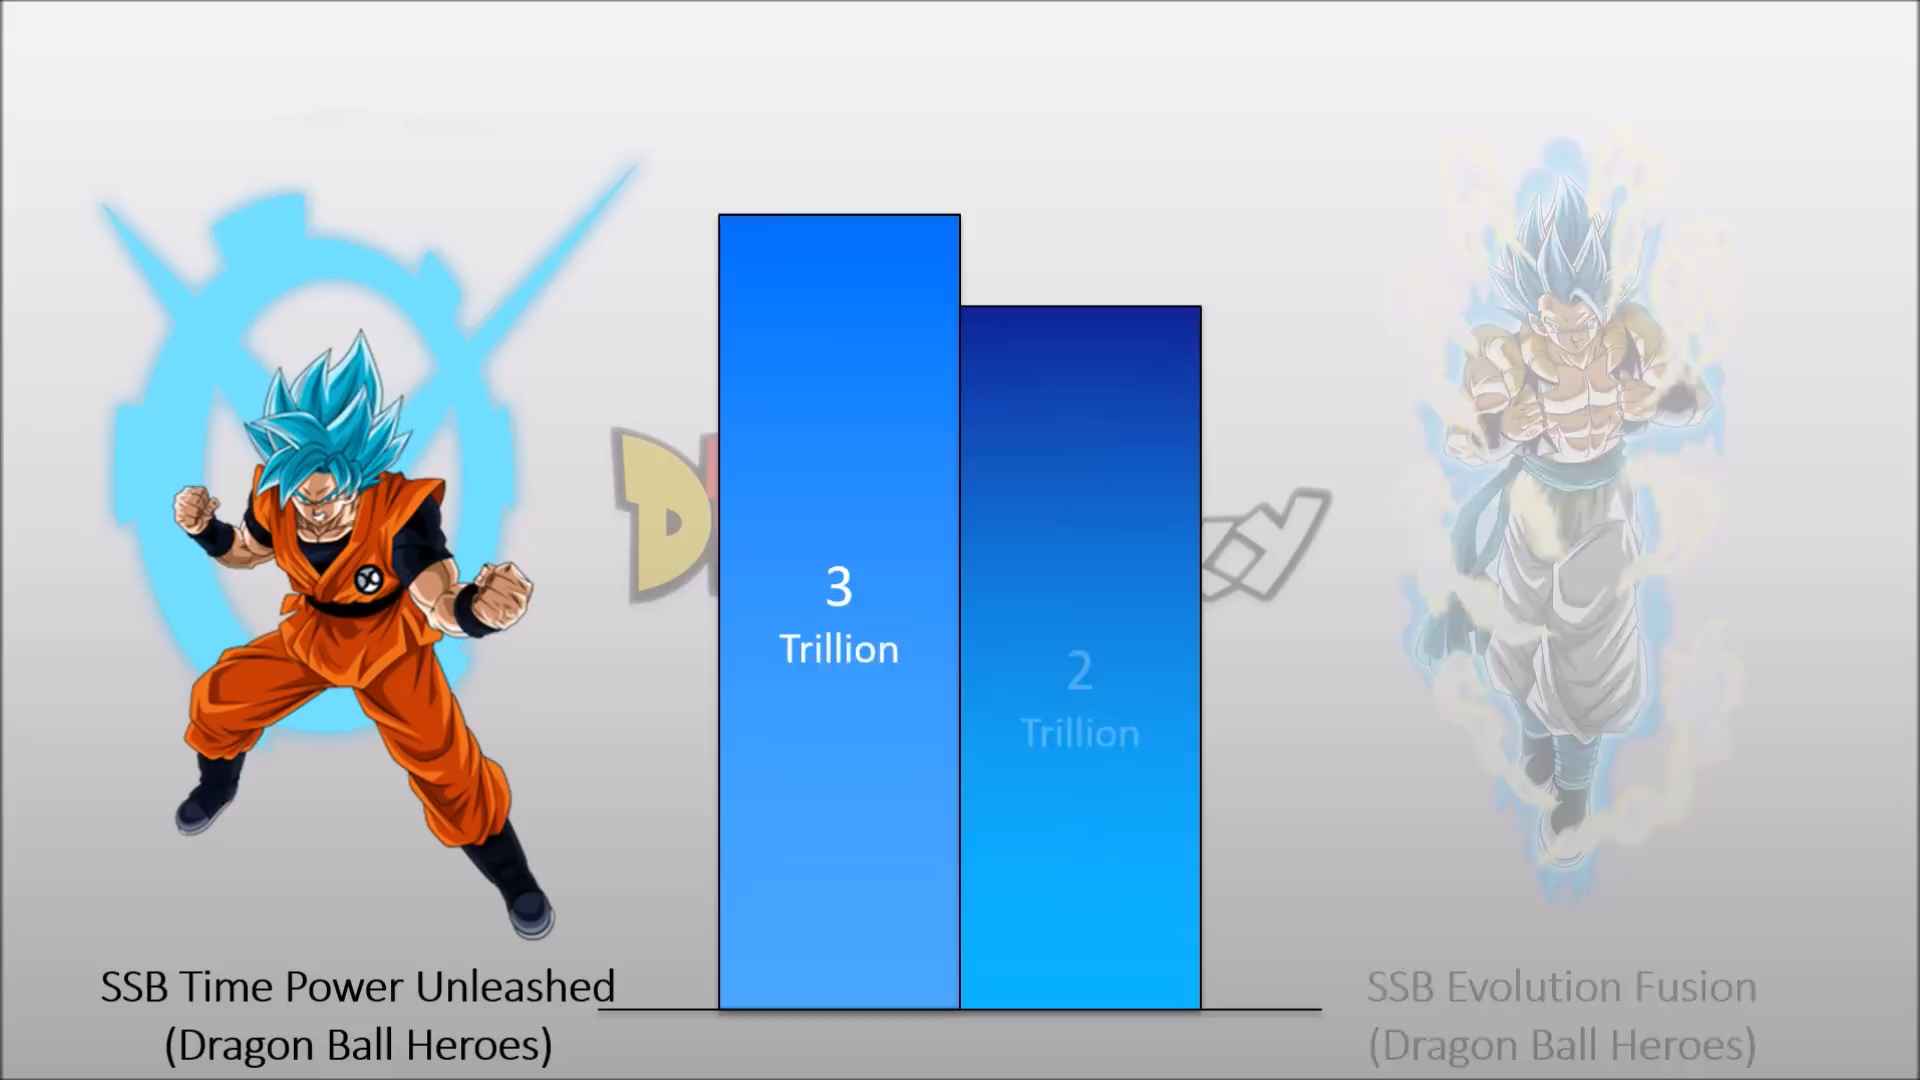 3
Trillion
2
Trillion
SSB Time Power Unleashed
(Dragon Ball Heroes)
SSB Evolution Fusion
(Dragon Ball Heroes)